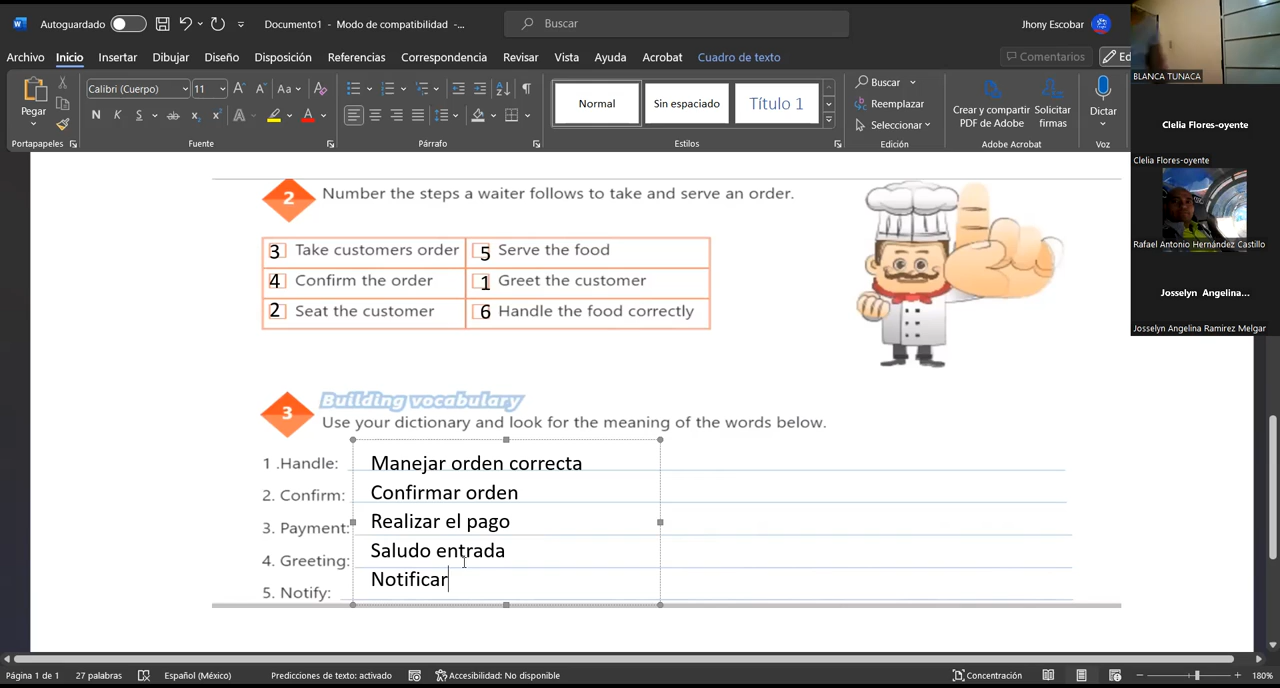 Autoguardado
Documento1 - Modo de compatibilidad -...
Buscar
Jhony Escobar
Archivo Inicio Insertar Dibujar Diseño Disposición Referencias Correspondencia Revisar Vista Ayuda Acrobat Cuadro de texto
Comentarios
Ed
Pegar
Portapapeles
Calibri (Cuerpo) 11
N K S ab x₂ x²
Fuente
Párrafo
Normal
Sin espaciado
Título 1
Estilos
Buscar
Reemplazar
Seleccionar
Edición
Crear y compartir PDF de Adobe
Solicitar firmas
Adobe Acrobat
Dictar
Voz
BLANCA TUNACA
Clelia Flores-oyente
Clelia Flores-oyente
Rafael Antonio Hernández Castillo
Josselyn Angelina...
Josselyn Angelina Ramirez Melgar
2 Number the steps a waiter follows to take and serve an order.
3 Take customers order 5 Serve the food
4 Confirm the order 1 Greet the customer
2 Seat the customer 6 Handle the food correctly
3 Building vocabulary
Use your dictionary and look for the meaning of the words below.
1 .Handle: Manejar orden correcta
2. Confirm: Confirmar orden
3. Payment: Realizar el pago
4. Greeting: Saludo entrada
5. Notify: Notificar
Página 1 de 1 27 palabras Español (México) Predicciones de texto: activado Accesibilidad: No disponible Concentración 180%